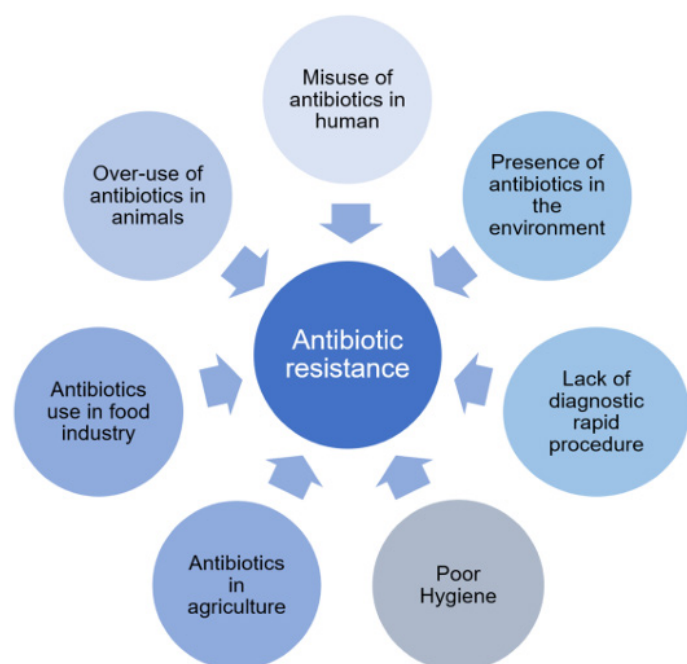 Misuse of
antibiotics in
human
Presence of
antibiotics in
the
environment
Lack of
diagnostic
rapid
procedure
Poor
Hygiene
Antibiotics
in
agriculture
Antibiotics
use in food
industry
Over-use of
antibiotics in
animals
Antibiotic
resistance